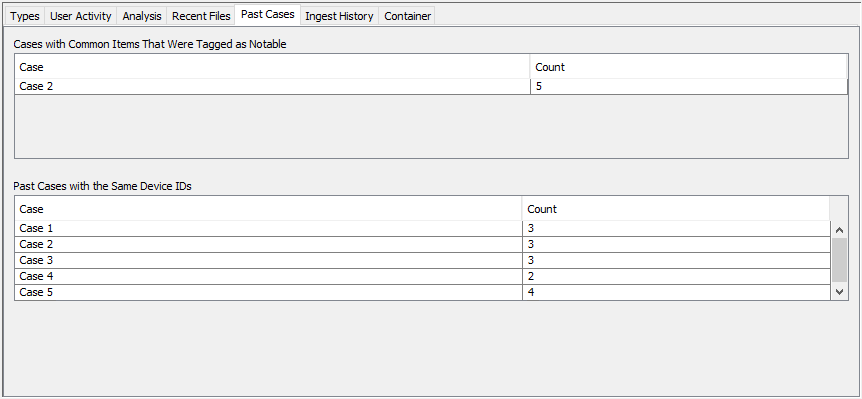 Types User Activity Analysis Recent Files Past Cases Ingest History Container
Cases with Common Items That Were Tagged as Notable
Case Count
Case 2 5
Past Cases with the Same Device IDs
Case Count
Case 1 3
Case 2 3
Case 3 3
Case 4 2
Case 5 4